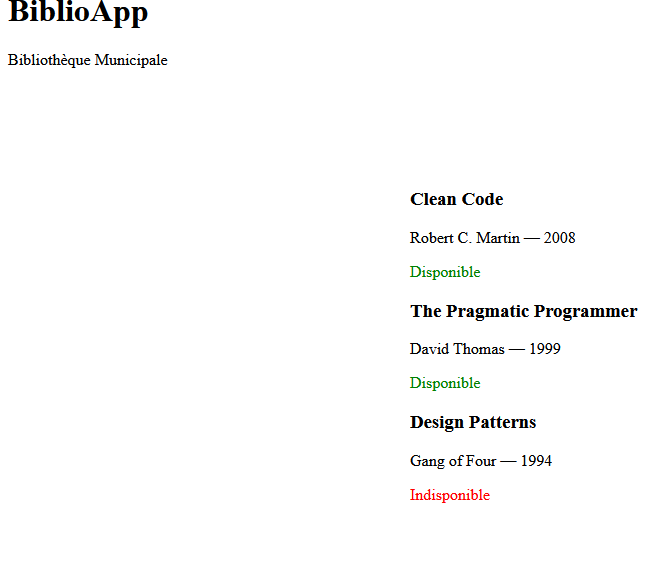 BiblioApp
Bibliothèque Municipale
Clean Code
Robert C. Martin — 2008
Disponible
The Pragmatic Programmer
David Thomas — 1999
Disponible
Design Patterns
Gang of Four — 1994
Indisponible